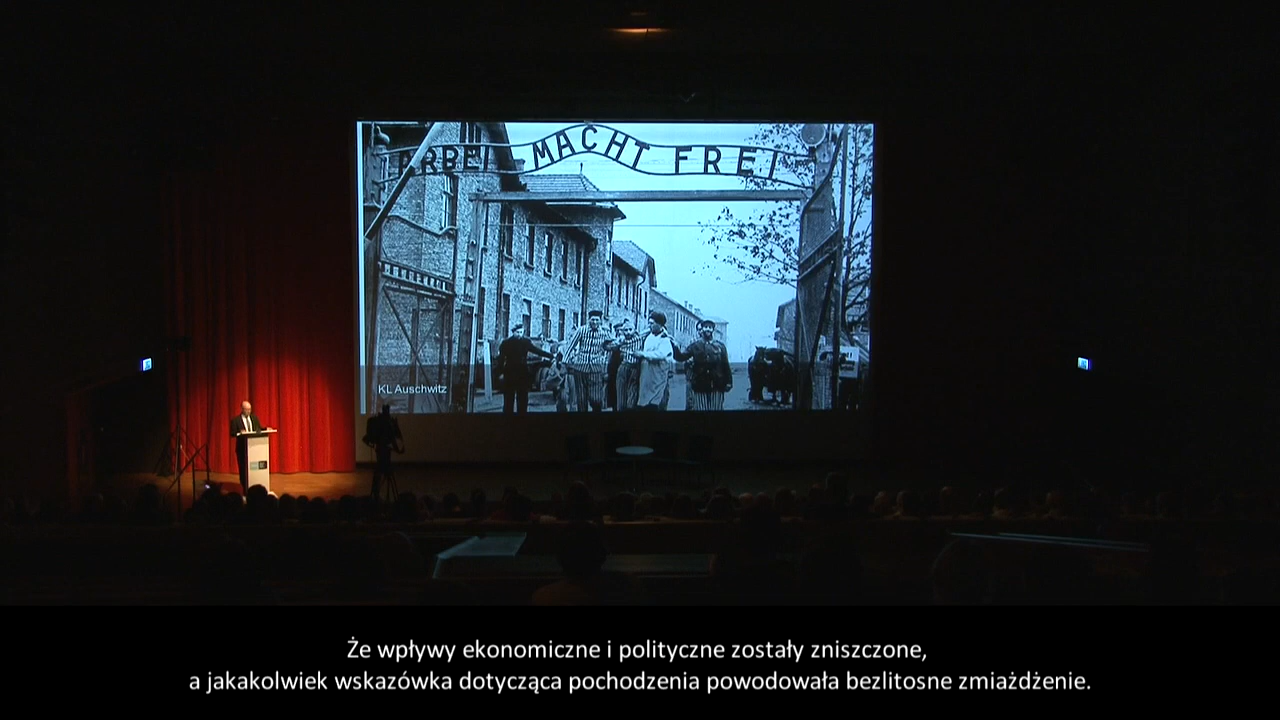 ARBEIT MACHT FREI
KL Auschwitz
Że wpływy ekonomiczne i polityczne zostały zniszczone,
a jakakolwiek wskazówka dotycząca pochodzenia powodowała bezlitosne zmiażdżenie.